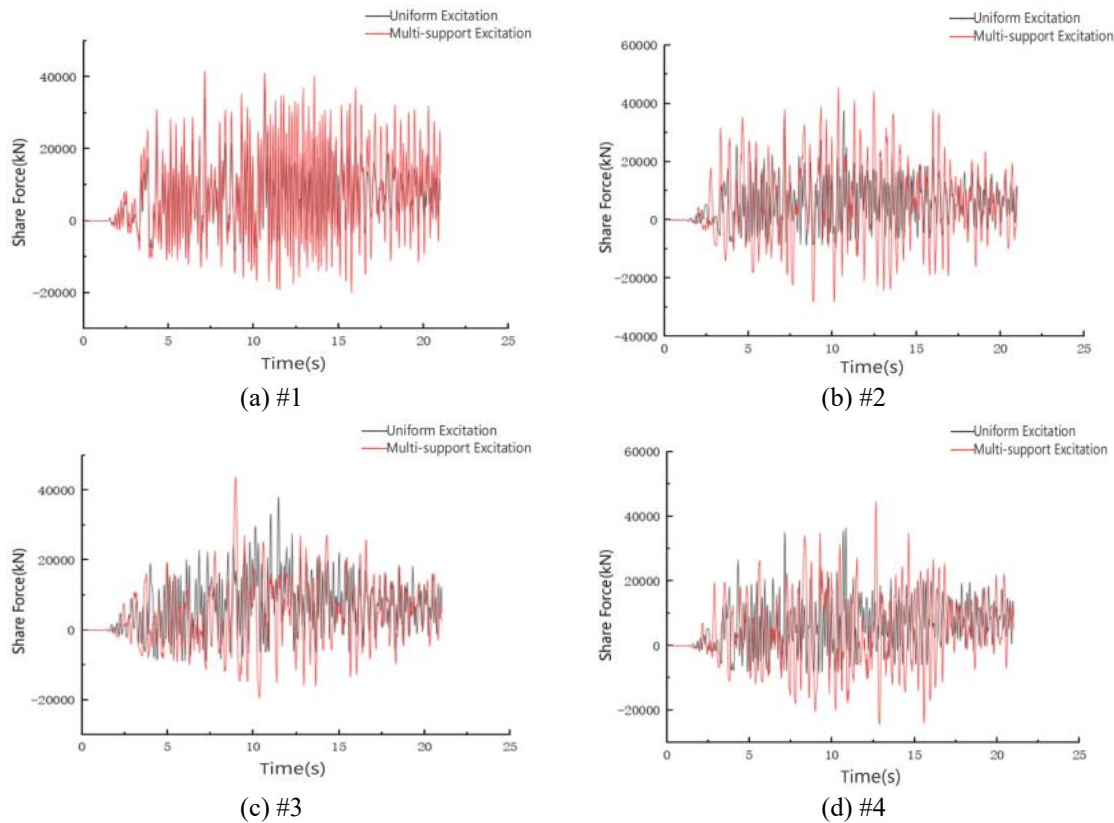 Uniform Excitation
Multi-support Excitation
40000
20000
0
-20000
Share Force(kN)
0 5 10 15 20 25
Time(s)
(a) #1
Uniform Excitation
Multi-support Excitation
60000
40000
20000
0
-20000
-40000
Share Force(kN)
0 5 10 15 20 25
Time(s)
(b) #2
Uniform Excitation
Multi-support Excitation
40000
20000
0
-20000
Share Force(kN)
0 5 10 15 20 25
Time(s)
(c) #3
Uniform Excitation
Multi-support Excitation
60000
40000
20000
0
-20000
Share Force(kN)
0 5 10 15 20 25
Time(s)
(d) #4